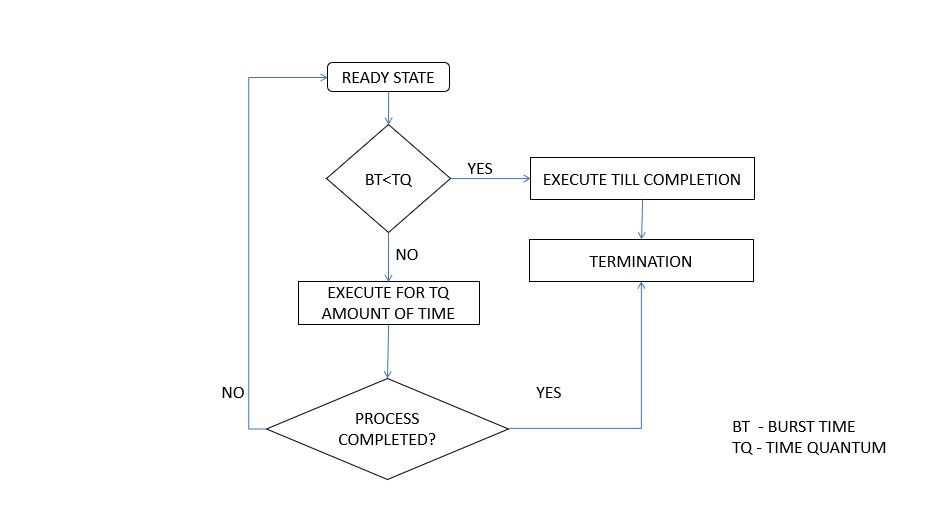 READY STATE
BT<TQ
YES
EXECUTE TILL COMPLETION
NO
TERMINATION
EXECUTE FOR TQ
AMOUNT OF TIME
NO
YES
PROCESS
COMPLETED?
BT - BURST TIME
TQ - TIME QUANTUM